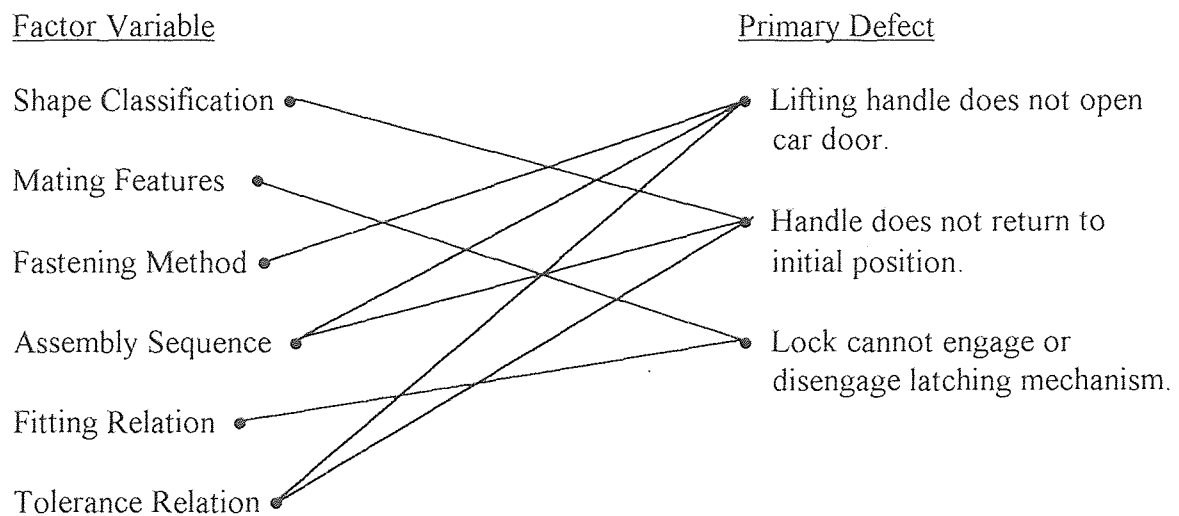 Factor Variable
Primary Defect
Shape Classification
Lifting handle does not open
car door.
Mating Features
Handle does not return to
initial position.
Fastening Method
Assembly Sequence
Lock cannot engage or
disengage latching mechanism.
Fitting Relation
Tolerance Relation